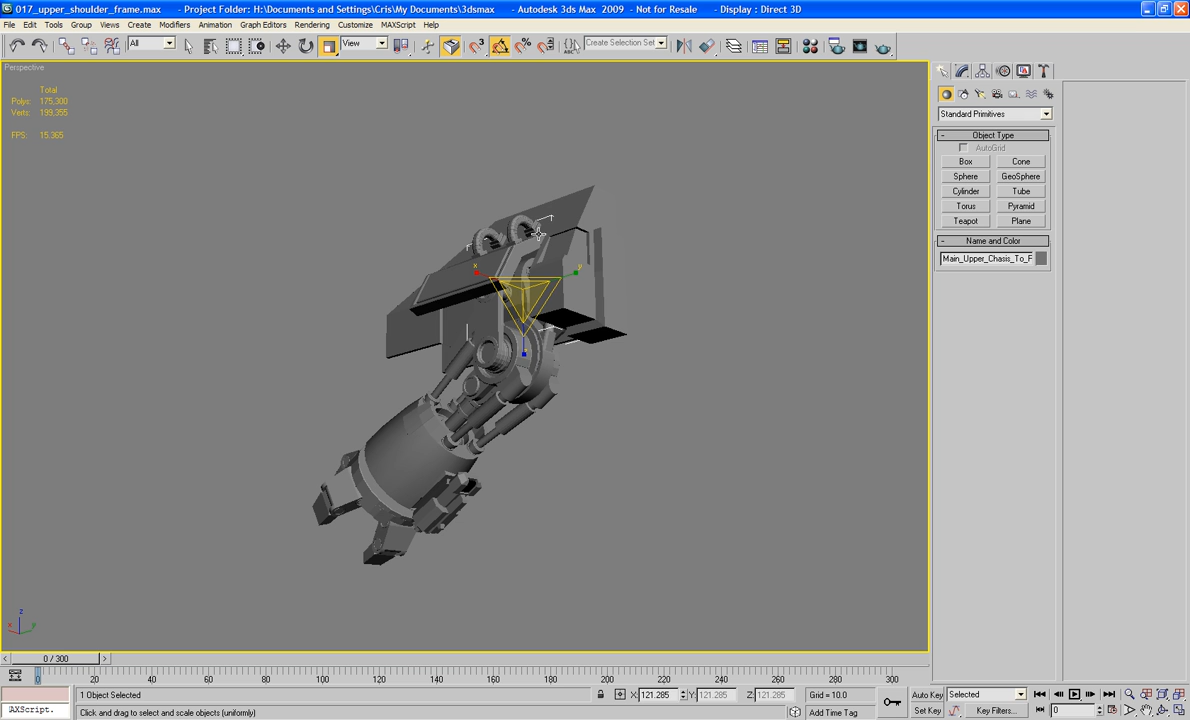 017_upper_shoulder_frame.max - Project Folder: H:\Documents and Settings\Cris\My Documents\3dsmax - Autodesk 3ds Max 2009 - Not for Resale - Display : Direct 3D
File Edit Tools Group Views Create Modifiers Animation Graph Editors Rendering Customize MAXScript Help
All View 3 Create Selection Set
Perspective
Total
Polys: 175,300
Verts: 199,355
FPS: 15.365
Standard Primitives
- Object Type
AutoGrid
Box Cone
Sphere GeoSphere
Cylinder Tube
Torus Pyramid
Teapot Plane
- Name and Color
Main_Upper_Chasis_To_F
x y
z
x y
< 0 / 300 >
0 20 40 60 80 100 120 140 160 180 200 220 240 260 280 300
1 Object Selected X: 121.285 Y: 121.285 Z: 121.285 Grid = 10.0 Auto Key Selected
'AXScript. Click and drag to select and scale objects (uniformly) Add Time Tag Set Key Key Filters... 0